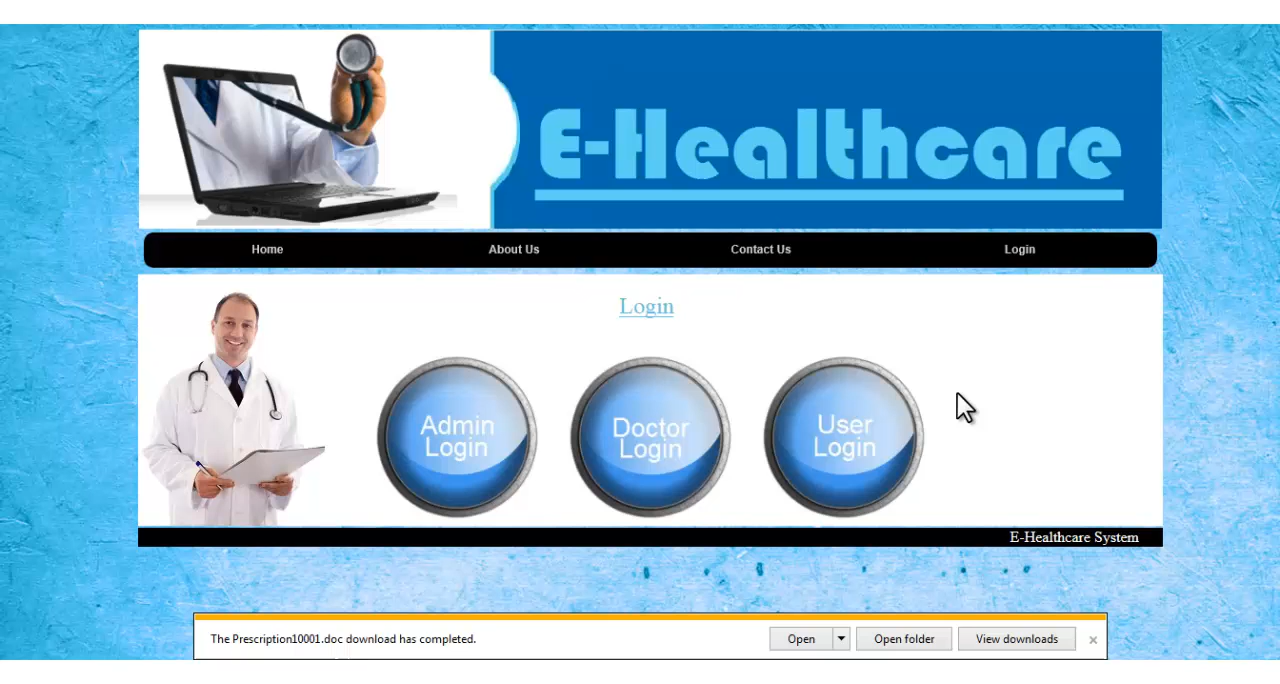 E-Healthcare
Home About Us Contact Us Login
Login
Admin
Login
Doctor
Login
User
Login
E-Healthcare System
The Prescription10001.doc download has completed. Open Open folder View downloads ×